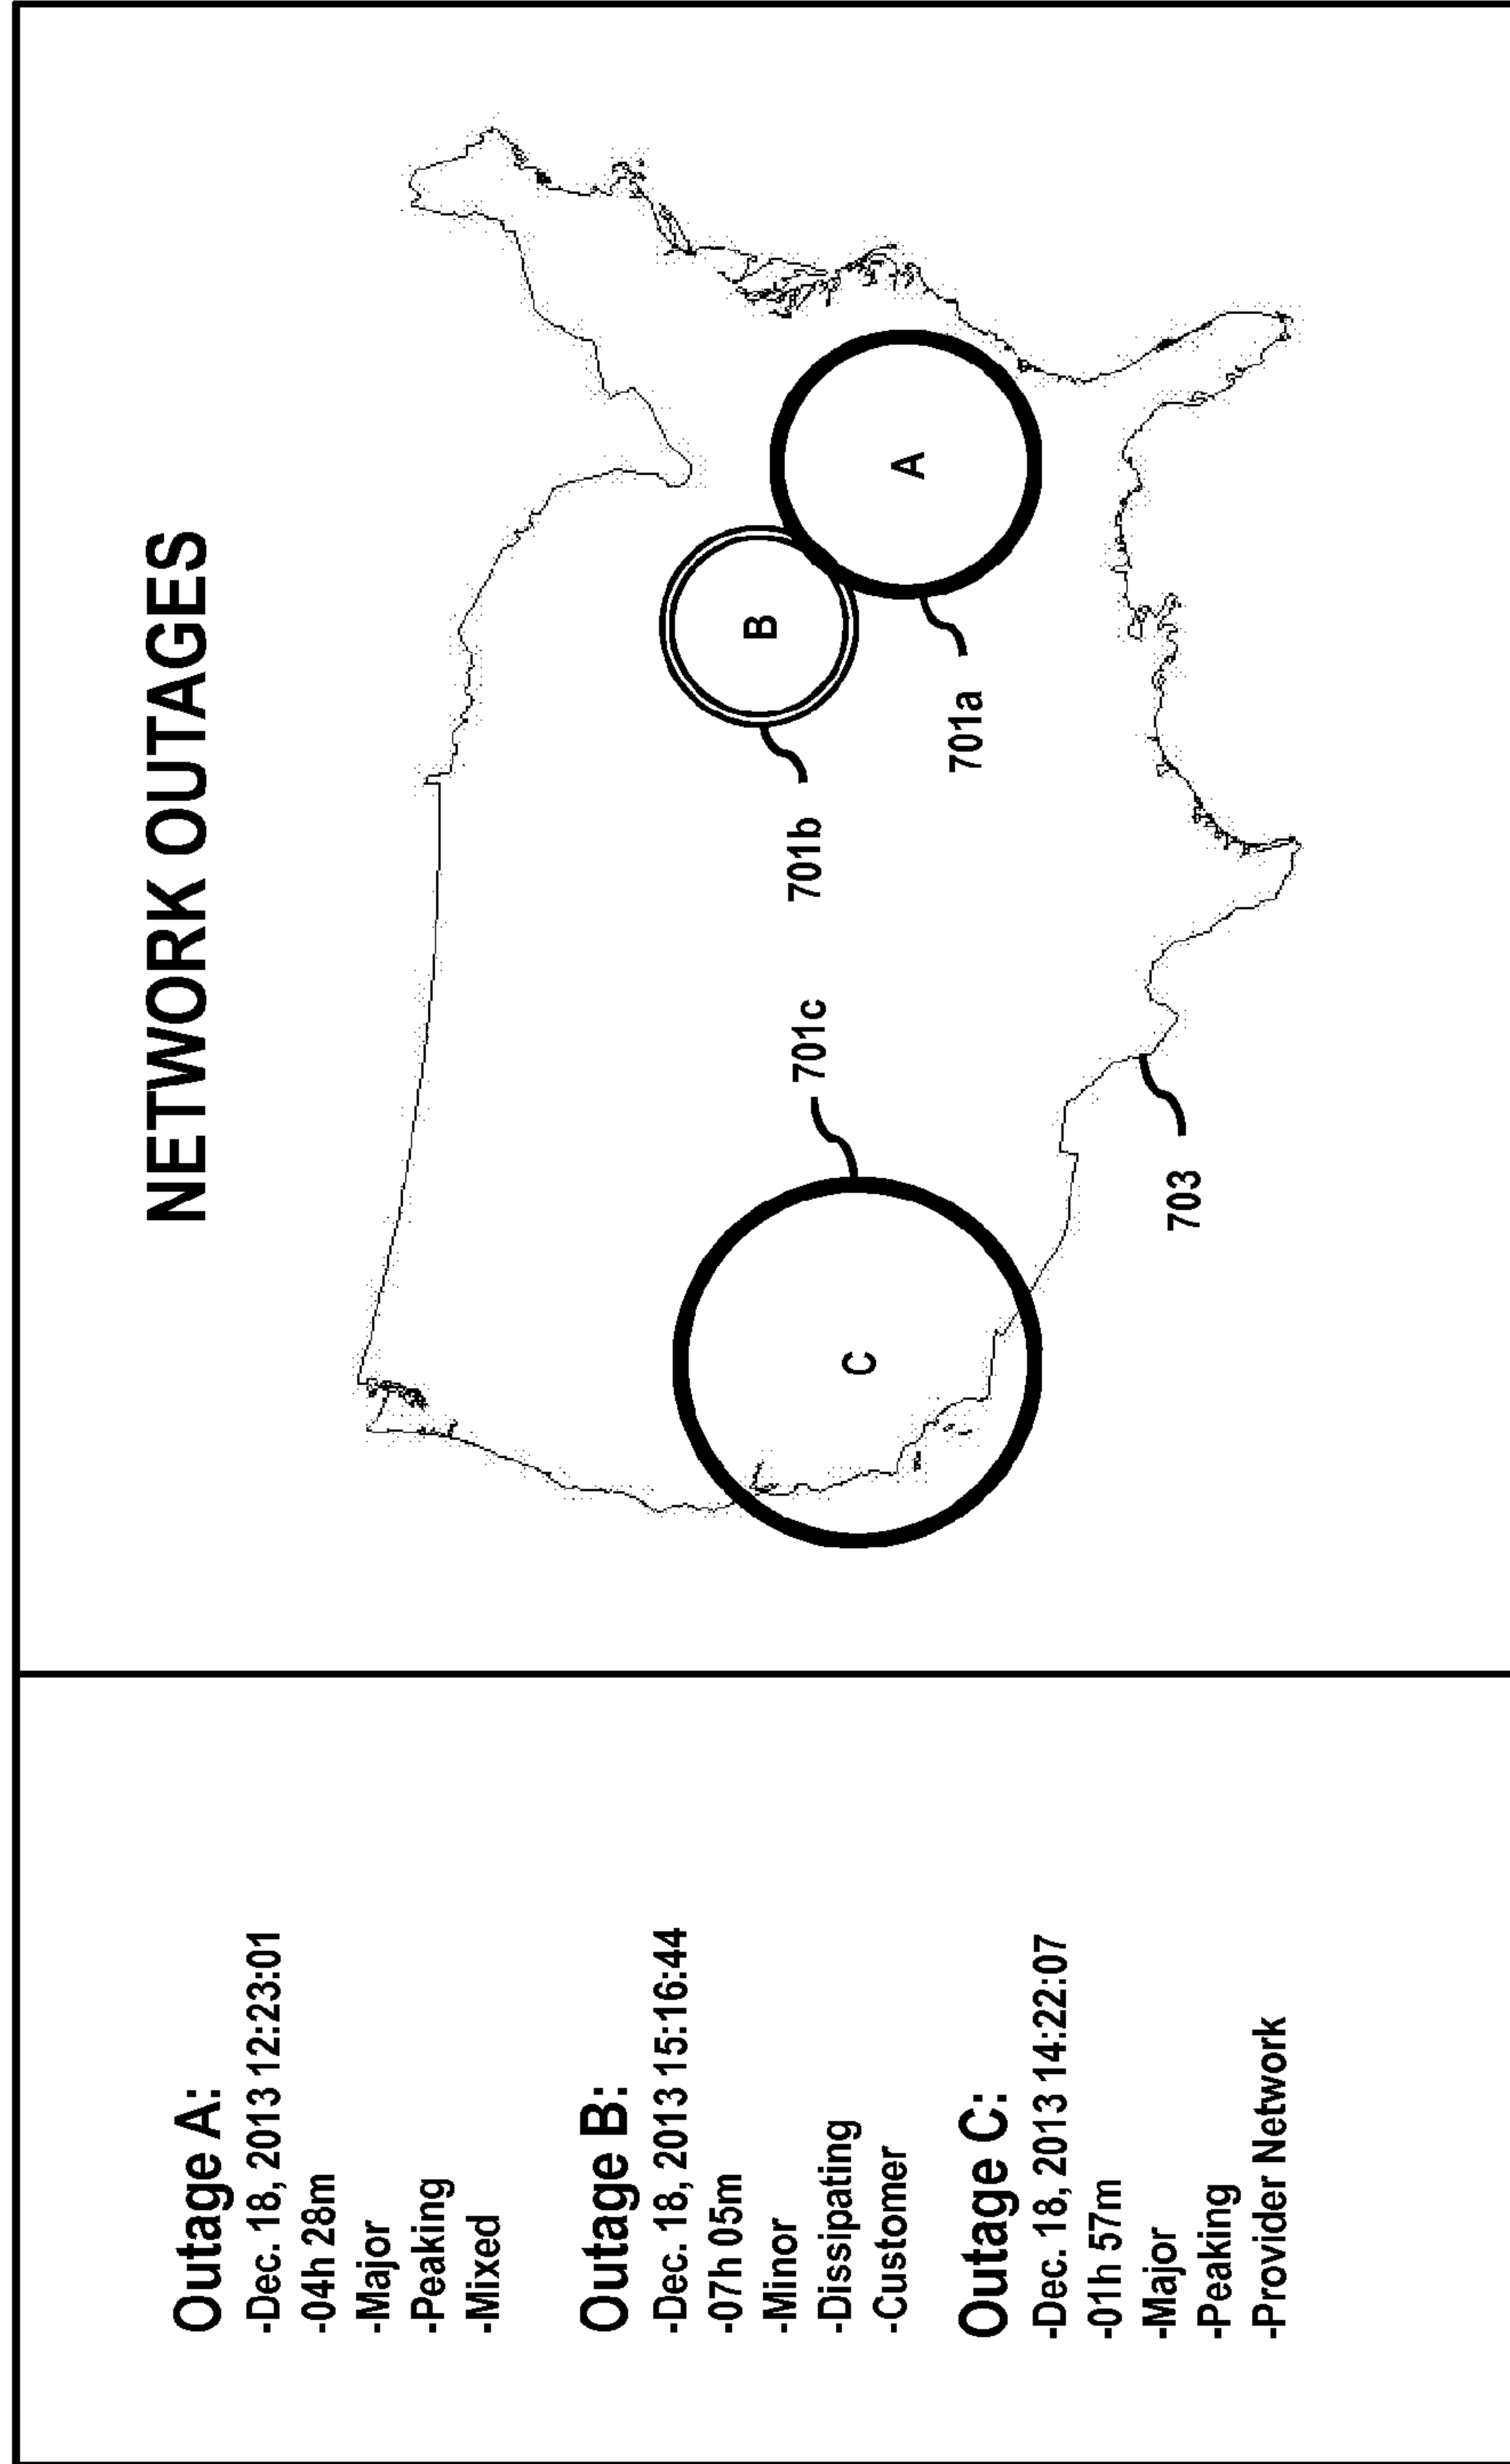 NETWORK OUTAGES
Outage A:
-Dec. 18, 2013 12:23:01
-04h 28m
-Major
-Peaking
-Mixed
Outage B:
-Dec. 18, 2013 15:16:44
-07h 05m
-Minor
-Dissipating
-Customer
Outage C:
-Dec. 18, 2013 14:22:07
-01h 57m
-Major
-Peaking
-Provider Network
B
A
C
701c
701b
701a
703